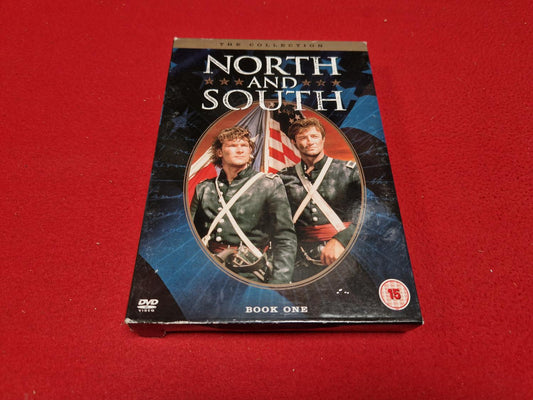 THE COLLECTION
NORTH
AND
SOUTH
15
BOOK ONE
DVD
VIDEO